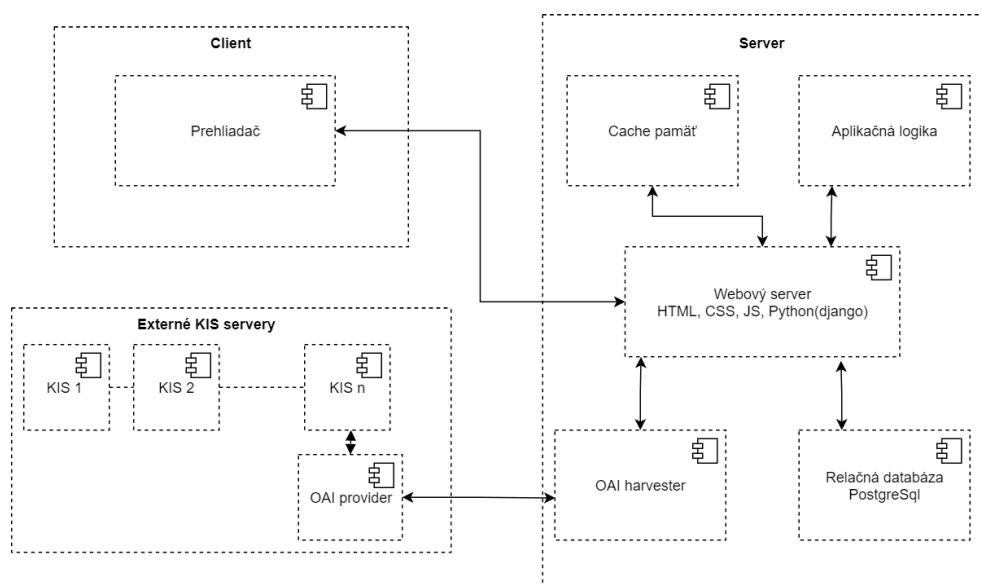 Client
Prehliadač
Server
Cache pamäť
Aplikačná logika
Webový server
HTML, CSS, JS, Python(django)
Externé KIS servery
KIS 1
KIS 2
KIS n
OAI provider
OAI harvester
Relačná databáza
PostgreSql